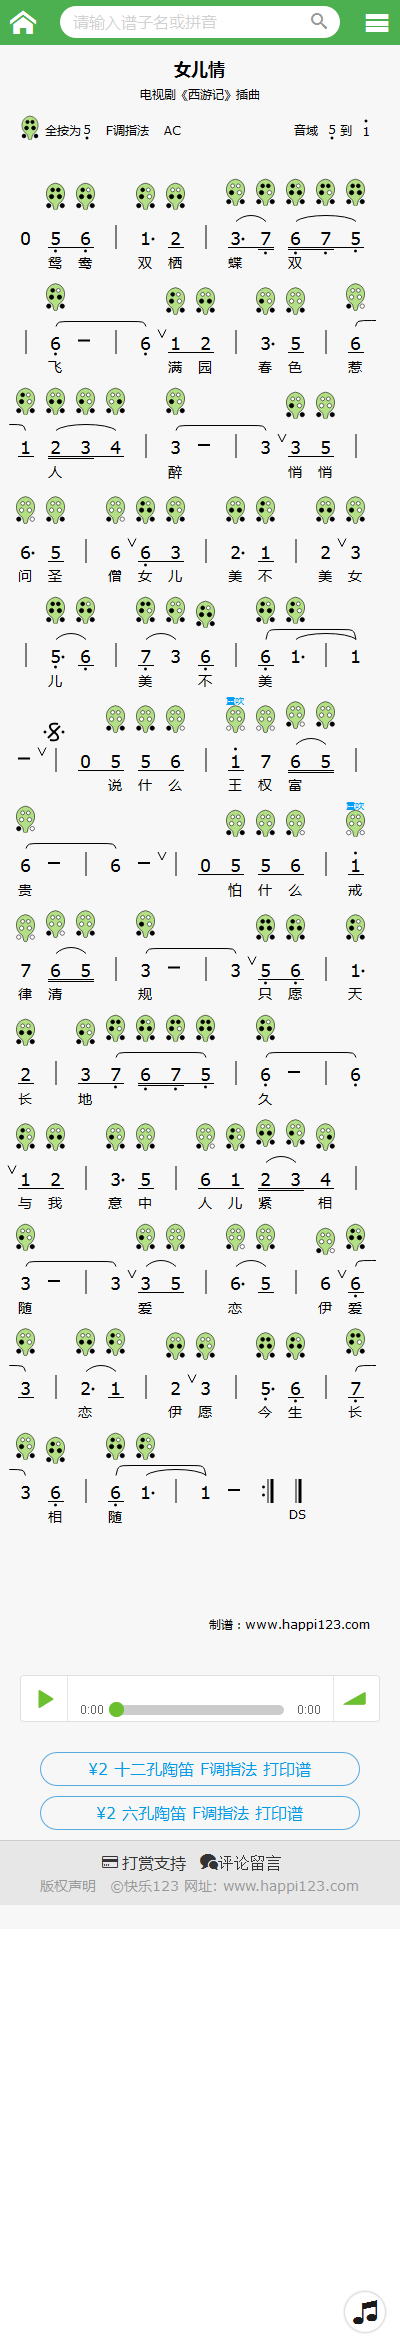 请输入谱子名或拼音
女儿情
电视剧《西游记》插曲
全按为 5̣ F调指法 AC 音域 5̣ 到 1̇
0 5̣ 6̣ | 1· 2 | 3· 7̣ 6̣ 7̣ 5̣
鸳 鸯 双 栖 蝶 双
| 6̣ − | 6̣ ∨ 1 2 | 3· 5 | 6
飞 满 园 春 色 惹
1 2 3 4 | 3 − | 3 ∨ 3 5 |
人 醉 悄 悄
6· 5 | 6 ∨ 6̣ 3 | 2· 1 | 2 ∨ 3
问 圣 僧 女 儿 美 不 美 女
| 5̣· 6̣ | 7̣ 3 6̣ | 6̣ 1· | 1
儿 美 不 美
重吹
− ∨ | 0 5 5 6 | 1̇ 7 6 5 |
说 什 么 王 权 富
重吹
6 − | 6 − ∨ | 0 5 5 6 | 1̇
贵 怕 什 么 戒
7 6 5 | 3 − | 3 ∨ 5̣ 6̣ | 1·
律 清 规 只 愿 天
2 | 3 7̣ 6̣ 7̣ 5̣ | 6̣ − | 6̣
长 地 久
∨ 1 2 | 3· 5 | 6 1 2 3 4 |
与 我 意 中 人 儿 紧 相
3 − | 3 ∨ 3 5 | 6· 5 | 6 ∨ 6̣
随 爱 恋 伊 爱
3 | 2· 1 | 2 ∨ 3 | 5̣· 6̣ | 7̣
恋 伊 愿 今 生 长
3 6̣ | 6̣ 1· | 1 − :|| ||
相 随 DS
制谱：www.happi123.com
0:00 0:00
¥2 十二孔陶笛 F调指法 打印谱
¥2 六孔陶笛 F调指法 打印谱
打赏支持 评论留言
版权声明 ©快乐123 网址: www.happi123.com